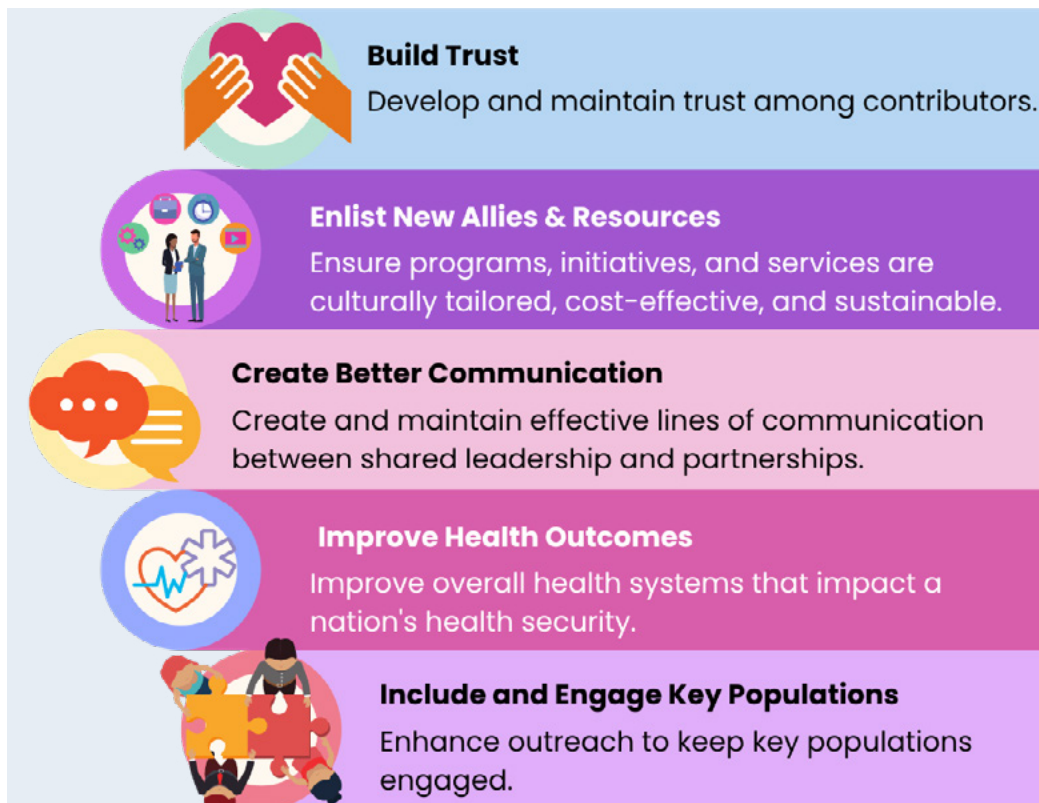 Build Trust
Develop and maintain trust among contributors.
Enlist New Allies & Resources
Ensure programs, initiatives, and services are
culturally tailored, cost-effective, and sustainable.
Create Better Communication
Create and maintain effective lines of communication
between shared leadership and partnerships.
Improve Health Outcomes
Improve overall health systems that impact a
nation's health security.
Include and Engage Key Populations
Enhance outreach to keep key populations
engaged.